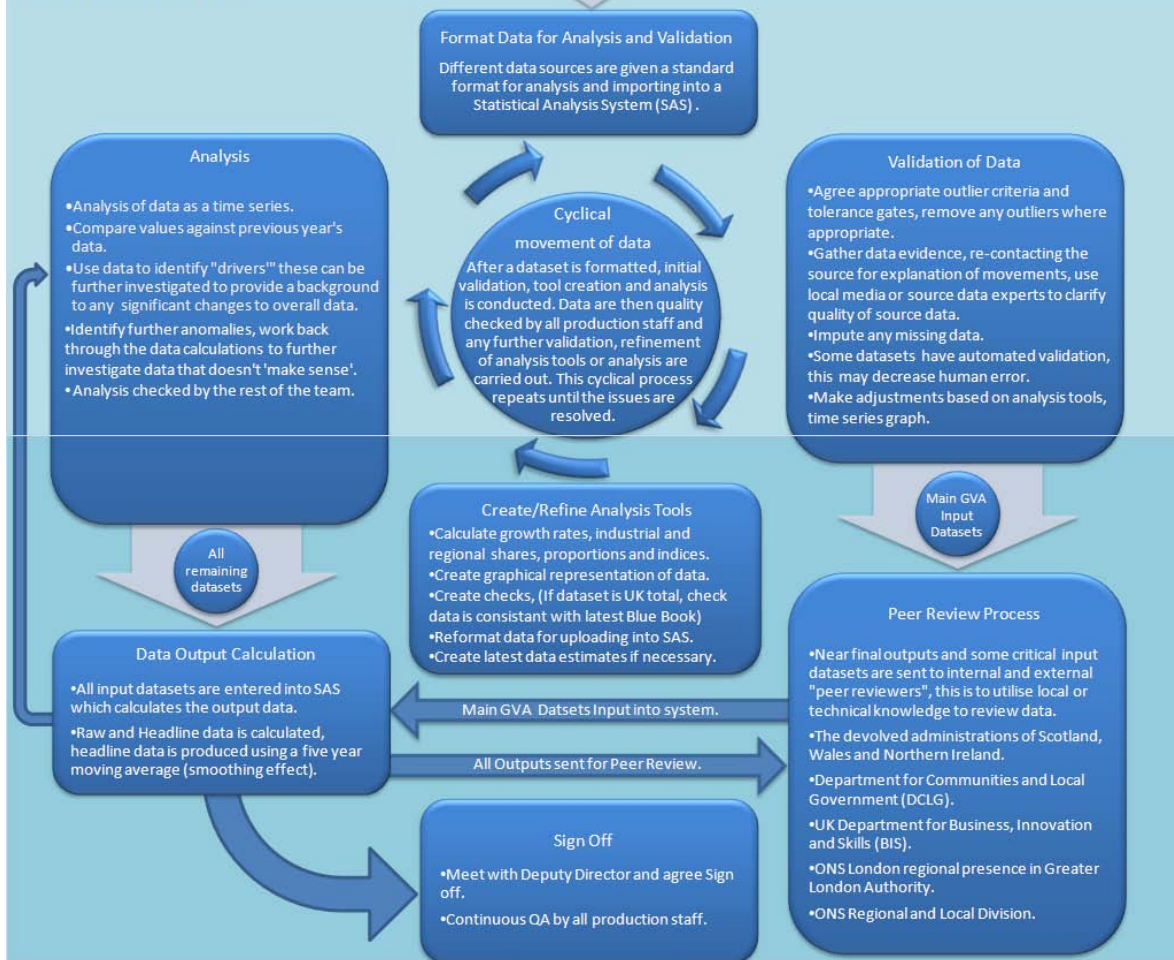 Format Data for Analysis and Validation
Different data sources are given a standard
format for analysis and importing into a
Statistical Analysis System (SAS) .
Analysis
•Analysis of data as a time series.
•Compare values against previous year's
data.
•Use data to identify "drivers'" these can be
further investigated to provide a background
to any significant changes to overall data.
•Identify further anomalies, work back
through the data calculations to further
investigate data that doesn't 'make sense'.
•Analysis checked by the rest of the team.
Cyclical
movement of data
After a dataset is formatted, initial
validation, tool creation and analysis
is conducted. Data are then quality
checked by all production staff and
any further validation, refinement
of analysis tools or analysis are
carried out. This cyclical process
repeats until the issues are
resolved.
Validation of Data
•Agree appropriate outlier criteria and
tolerance gates, remove any outliers where
appropriate.
•Gather data evidence, re-contacting the
source for explanation of movements, use
local media or source data experts to clarify
quality of source data.
•Impute any missing data.
•Some datasets have automated validation,
this may decrease human error.
•Make adjustments based on analysis tools,
time series graph.
All
remaining
datasets
Create/Refine Analysis Tools
•Calculate growth rates, industrial and
regional shares, proportions and indices.
•Create graphical representation of data.
•Create checks, (If dataset is UK total, check
data is consistant with latest Blue Book)
•Reformat data for uploading into SAS.
•Create latest data estimates if necessary.
Main GVA
Input
Datasets
Data Output Calculation
•All input datasets are entered into SAS
which calculates the output data.
•Raw and Headline data is calculated,
headline data is produced using a five year
moving average (smoothing effect).
Main GVA Datsets Input into system.
All Outputs sent for Peer Review.
Peer Review Process
•Near final outputs and some critical input
datasets are sent to internal and external
"peer reviewers", this is to utilise local or
technical knowledge to review data.
•The devolved administrations of Scotland,
Wales and Northern Ireland.
•Department for Communities and Local
Government (DCLG).
•UK Department for Business, Innovation
and Skills (BIS).
•ONS London regional presence in Greater
London Authority.
•ONS Regional and Local Division.
Sign Off
•Meet with Deputy Director and agree Sign
off.
•Continuous QA by all production staff.